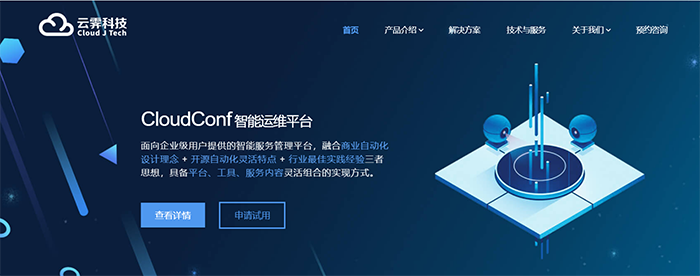 云霁科技
Cloud J Tech
首页 产品介绍 解决方案 技术与服务 关于我们 预约咨询
CloudConf 智能运维平台
面向企业级用户提供的智能服务管理平台，融合商业自动化
设计理念 + 开源自动化灵活特点 + 行业最佳实践经验三者
思想，具备平台、工具、服务内容灵活组合的实现方式。
查看详情 申请试用